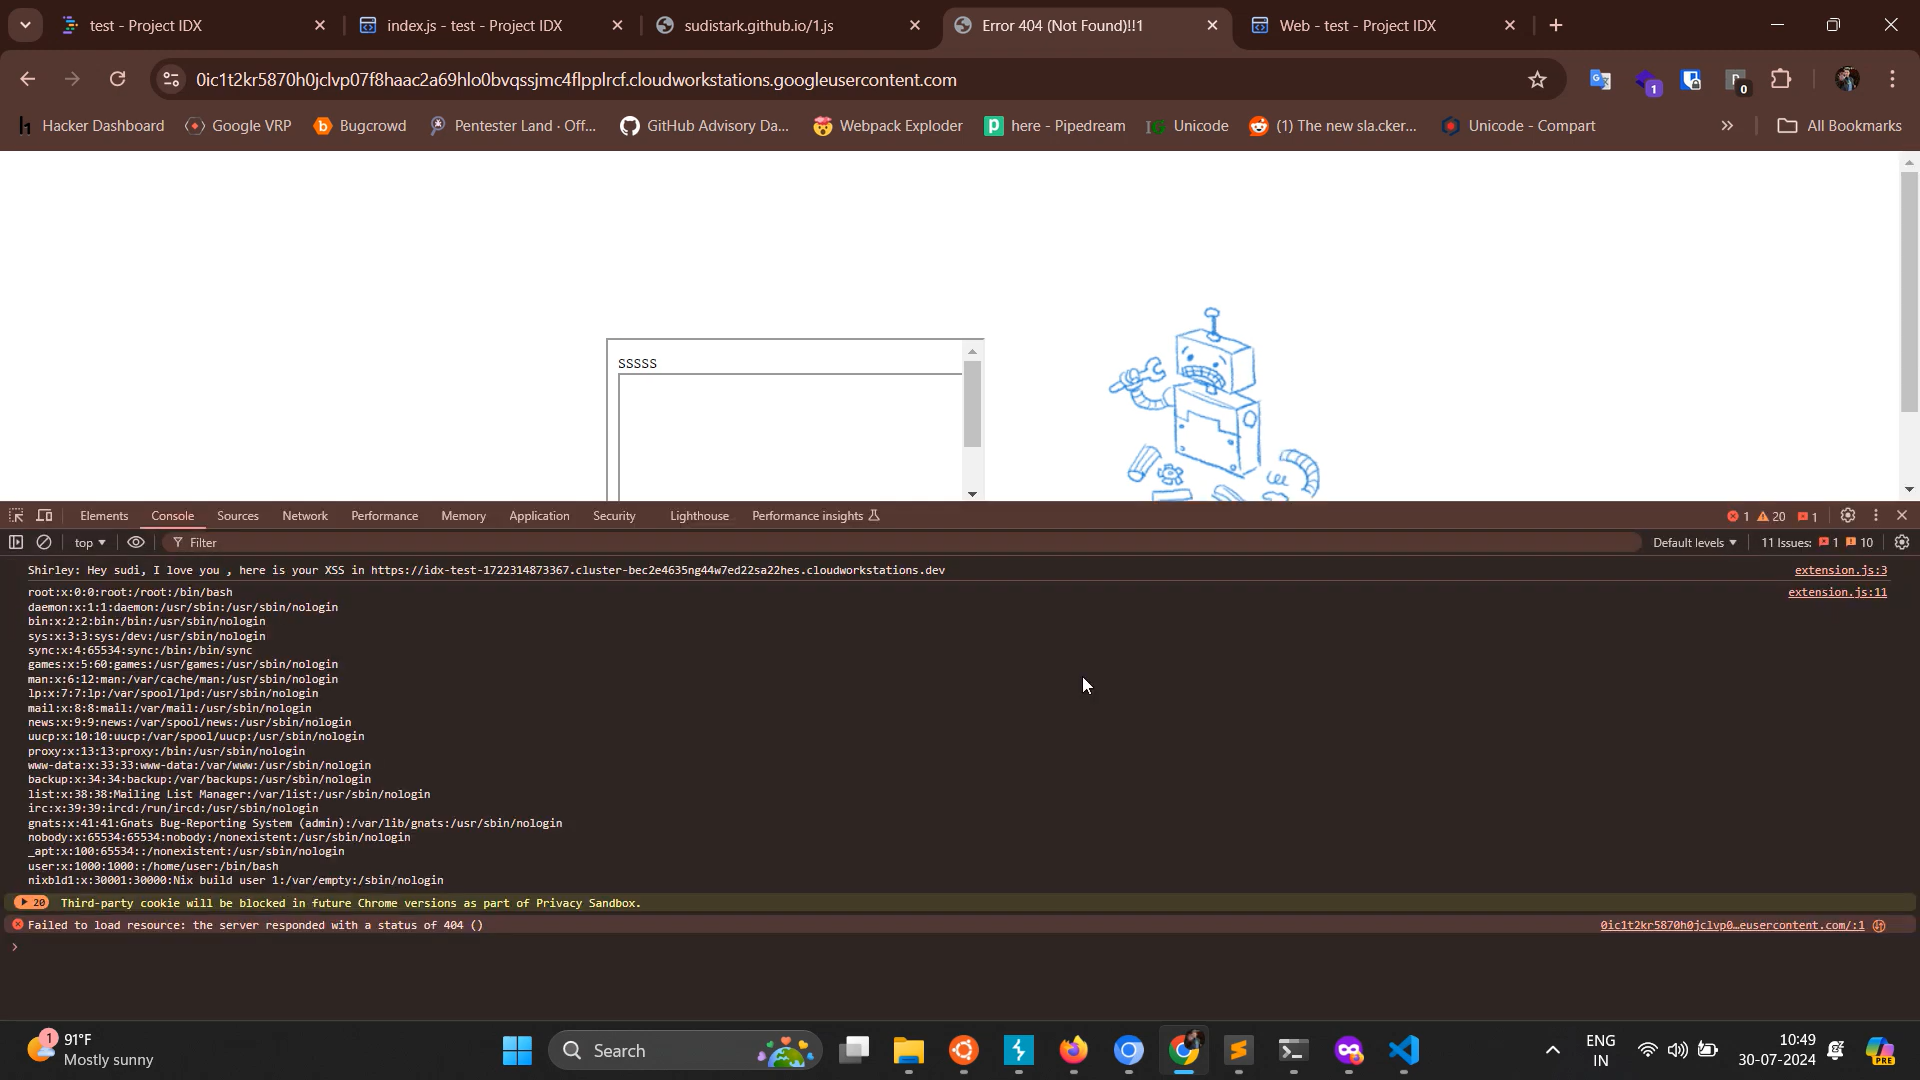 test - Project IDX
index.js - test - Project IDX
sudistark.github.io/1.js
Error 404 (Not Found)!!1
Web - test - Project IDX
0ic1t2kr5870h0jclvp07f8haac2a69hlo0bvqssjmc4flpplrcf.cloudworkstations.googleusercontent.com
1
0
Hacker Dashboard
Google VRP
Bugcrowd
Pentester Land · Off...
GitHub Advisory Da...
Webpack Exploder
here - Pipedream
Unicode
(1) The new sla.cker...
Unicode - Compart
All Bookmarks
sssss
Elements
Console
Sources
Network
Performance
Memory
Application
Security
Lighthouse
Performance insights
1
20
1
top
Filter
Default levels
11 Issues:
1
10
Shirley: Hey sudi, I love you , here is your XSS in https://idx-test-1722314873367.cluster-bec2e4635ng44w7ed22sa22hes.cloudworkstations.dev
extension.js:3
root:x:0:0:root:/root:/bin/bash
extension.js:11
daemon:x:1:1:daemon:/usr/sbin:/usr/sbin/nologin
bin:x:2:2:bin:/bin:/usr/sbin/nologin
sys:x:3:3:sys:/dev:/usr/sbin/nologin
sync:x:4:65534:sync:/bin:/bin/sync
games:x:5:60:games:/usr/games:/usr/sbin/nologin
man:x:6:12:man:/var/cache/man:/usr/sbin/nologin
lp:x:7:7:lp:/var/spool/lpd:/usr/sbin/nologin
mail:x:8:8:mail:/var/mail:/usr/sbin/nologin
news:x:9:9:news:/var/spool/news:/usr/sbin/nologin
uucp:x:10:10:uucp:/var/spool/uucp:/usr/sbin/nologin
proxy:x:13:13:proxy:/bin:/usr/sbin/nologin
www-data:x:33:33:www-data:/var/www:/usr/sbin/nologin
backup:x:34:34:backup:/var/backups:/usr/sbin/nologin
list:x:38:38:Mailing List Manager:/var/list:/usr/sbin/nologin
irc:x:39:39:ircd:/run/ircd:/usr/sbin/nologin
gnats:x:41:41:Gnats Bug-Reporting System (admin):/var/lib/gnats:/usr/sbin/nologin
nobody:x:65534:65534:nobody:/nonexistent:/usr/sbin/nologin
_apt:x:100:65534::/nonexistent:/usr/sbin/nologin
user:x:1000:1000::/home/user:/bin/bash
nixbld1:x:30001:30000:Nix build user 1:/var/empty:/sbin/nologin
20
Third-party cookie will be blocked in future Chrome versions as part of Privacy Sandbox.
Failed to load resource: the server responded with a status of 404 ()
0ic1t2kr5870h0jclvp0…eusercontent.com/:1
1
91°F
Mostly sunny
Search
ENG
IN
10:49
30-07-2024
PRE